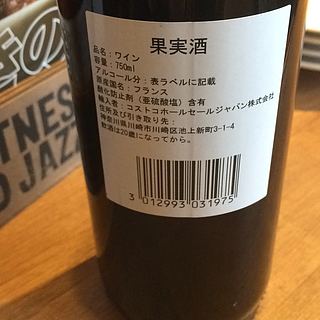 果実酒
品名:ワイン
容量:750ml
アルコール分:表ラベルに記載
原産国名:フランス
酸化防止剤(亜硫酸塩)含有
輸入者:コストコホールセールジャパン株式会社
住所及び引き取り先:
神奈川県川崎市川崎区池上新町3-1-4
飲酒は20歳になってから。
3 012993 031975
TNES
D JAZZ